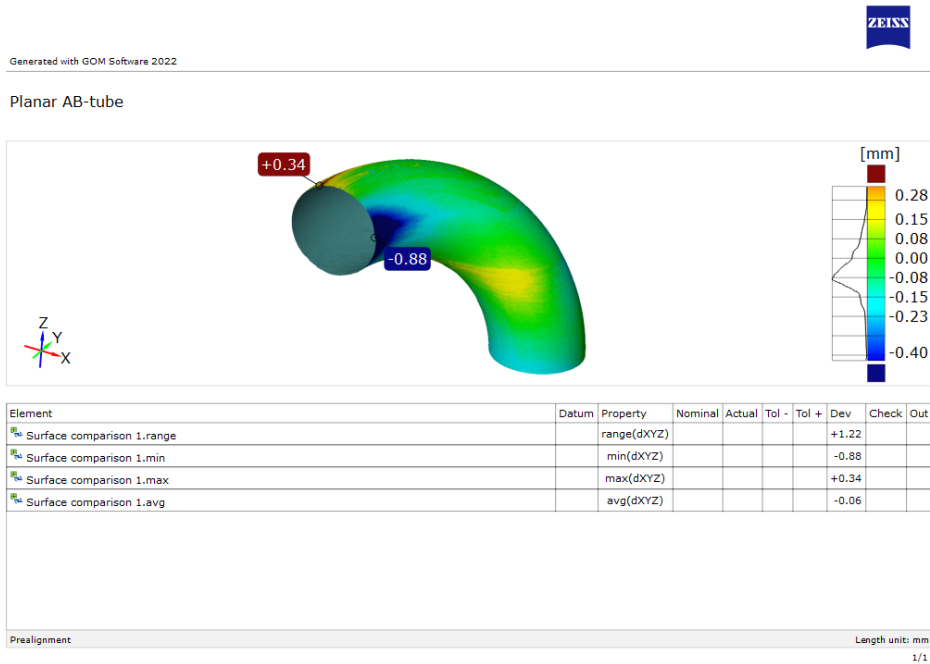 ZEISS
Generated with GOM Software 2022
Planar AB-tube
[mm]
+0.34
0.28
0.15
0.08
-0.88
0.00
-0.08
-0.15
-0.23
Z
Y
X
-0.40
Element Datum Property Nominal Actual Tol - Tol + Dev Check Out
Surface comparison 1.range range(dXYZ) +1.22
Surface comparison 1.min min(dXYZ) -0.88
Surface comparison 1.max max(dXYZ) +0.34
Surface comparison 1.avg avg(dXYZ) -0.06
Prealignment Length unit: mm
1/1